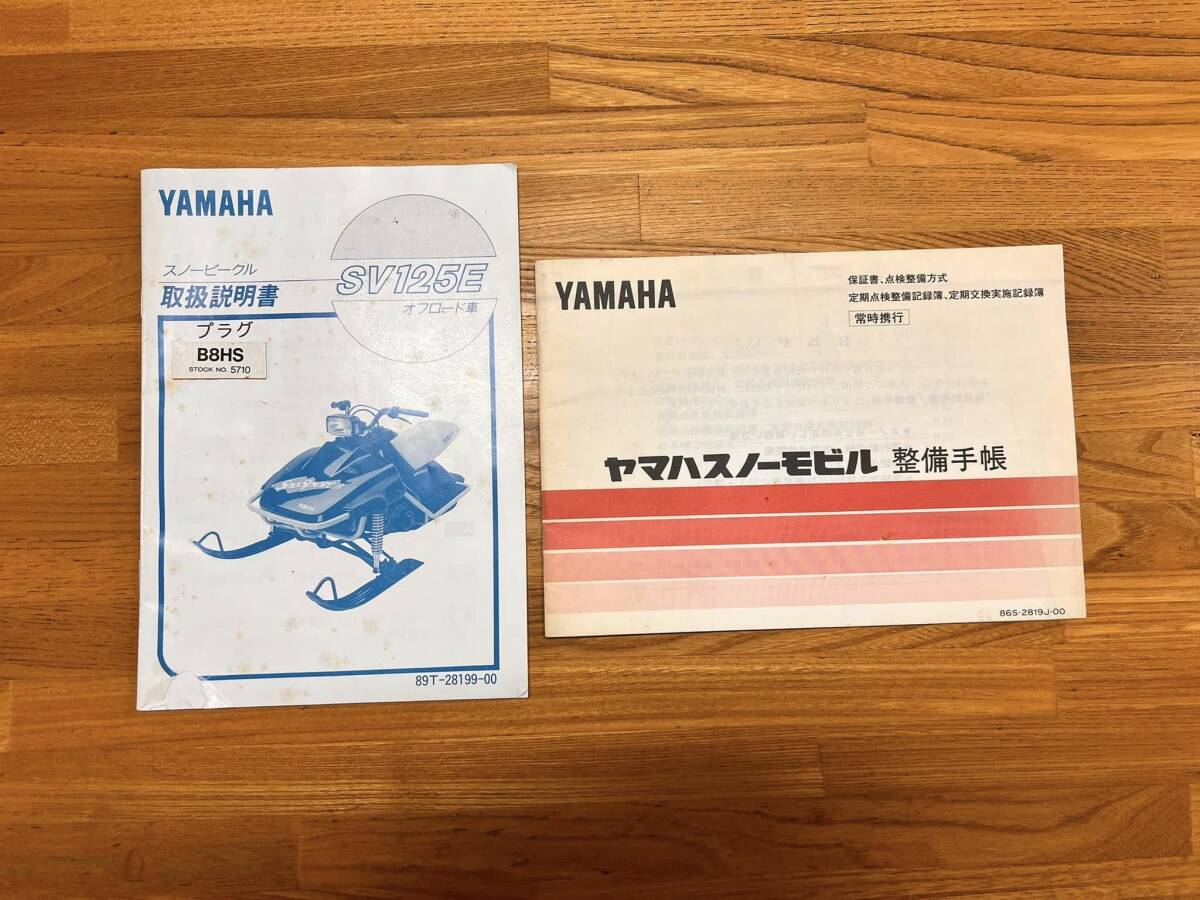 YAMAHA
スノービークル
取扱説明書
SV125E
オフロード車
プラグ
B8HS
STOCK NO. 5710
YAMAHA
89T-28199-00
YAMAHA
保証書、点検整備方式
定期点検整備記録簿、定期交換実施記録簿
常時携行
ヤマハスノーモビル 整備手帳
86S-2819J-00